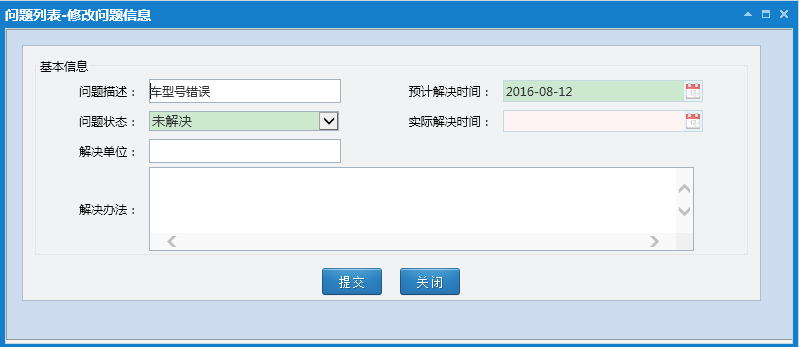 问题列表-修改问题信息
基本信息
问题描述： 车型号错误 预计解决时间： 2016-08-12
问题状态： 未解决 实际解决时间：
解决单位：
解决办法：
提交 关闭